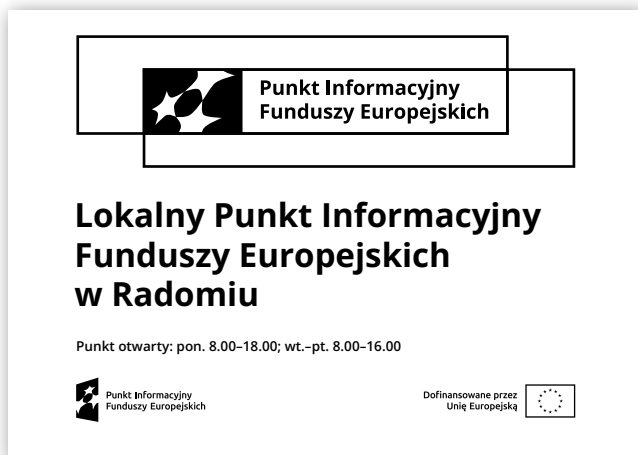 Punkt Informacyjny
Funduszy Europejskich
Lokalny Punkt Informacyjny
Funduszy Europejskich
w Radomiu
Punkt otwarty: pon. 8.00–18.00; wt.–pt. 8.00–16.00
Punkt Informacyjny
Funduszy Europejskich
Dofinansowane przez
Unię Europejską